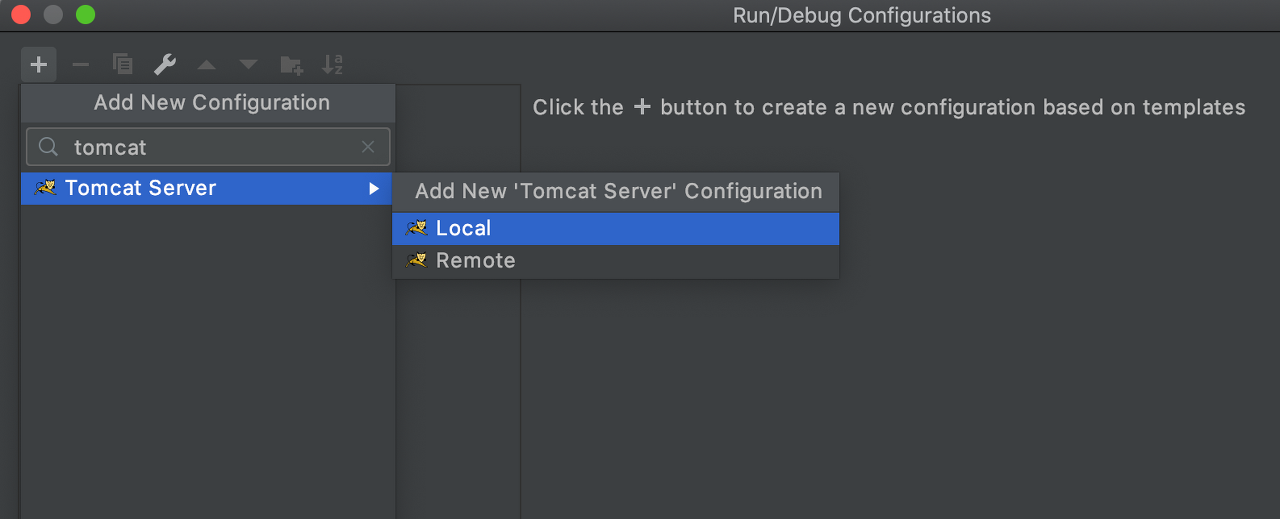 Run/Debug Configurations
Add New Configuration
Click the + button to create a new configuration based on templates
tomcat
Tomcat Server
Add New 'Tomcat Server' Configuration
Local
Remote